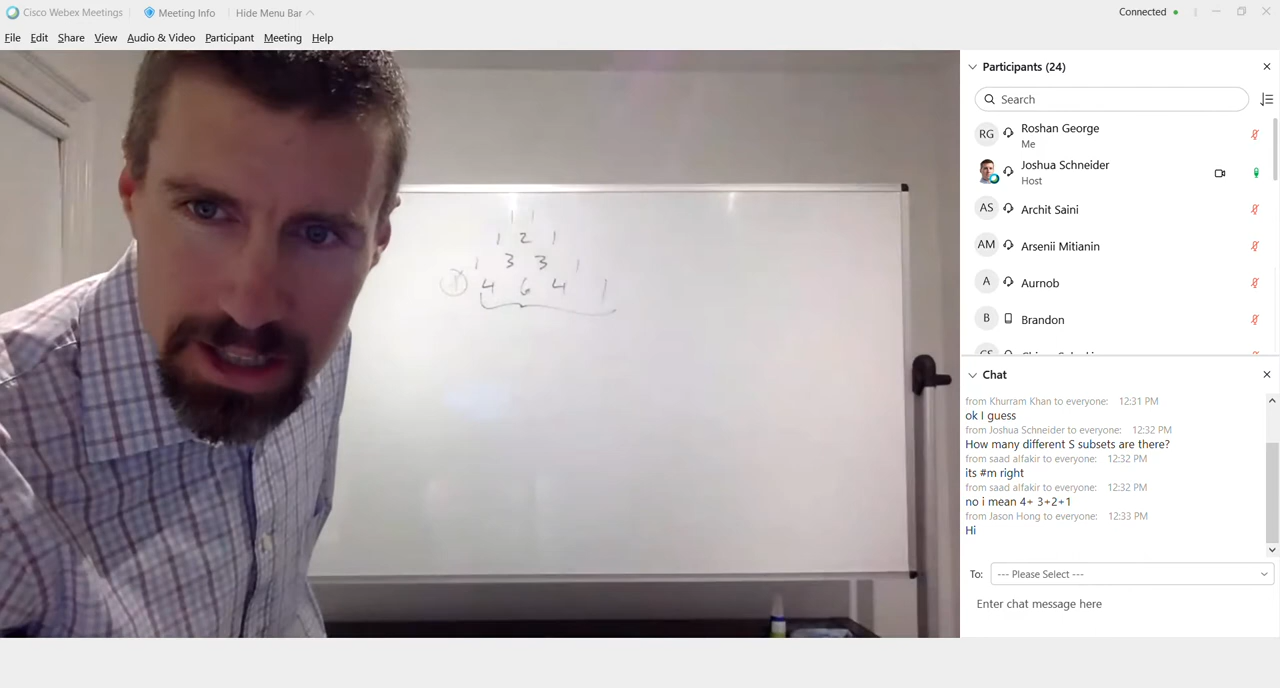 Cisco Webex Meetings Meeting Info Hide Menu Bar Connected
File Edit Share View Audio & Video Participant Meeting Help
1 1
1 2 1
1 3 3 1
4 6 4 1
Participants (24)
Search
RG Roshan George
Me
Joshua Schneider
Host
AS Archit Saini
AM Arsenii Mitianin
A Aurnob
B Brandon
Chat
from Khurram Khan to everyone: 12:31 PM
ok I guess
from Joshua Schneider to everyone: 12:32 PM
How many different S subsets are there?
from saad alfakir to everyone: 12:32 PM
its #m right
from saad alfakir to everyone: 12:32 PM
no i mean 4+ 3+2+1
from Jason Hong to everyone: 12:33 PM
Hi
To: --- Please Select ---
Enter chat message here